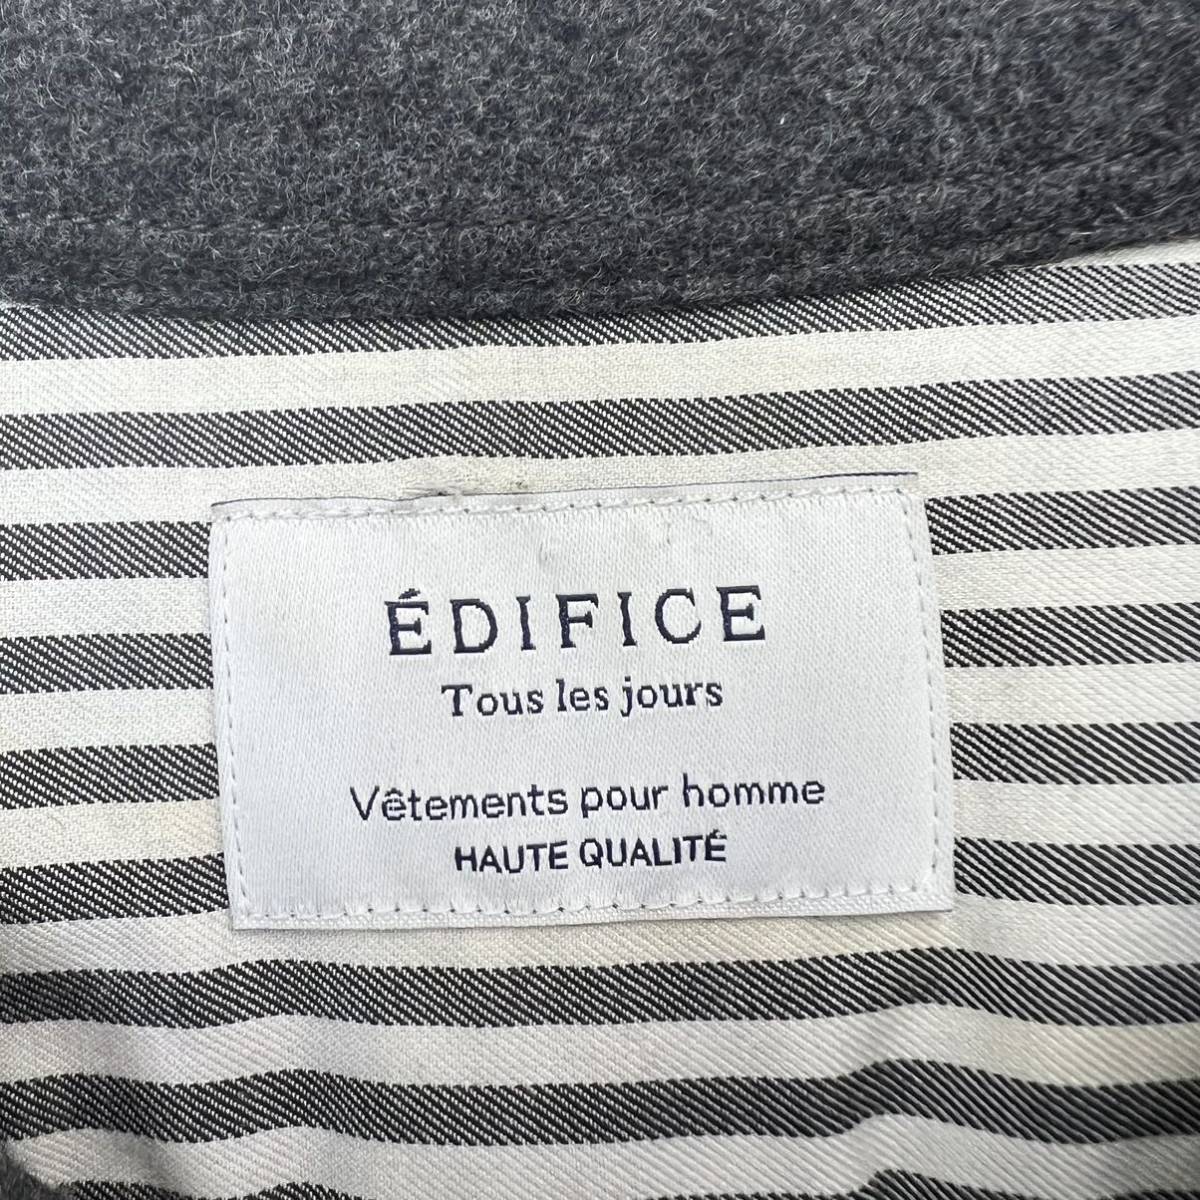 ÉDIFICE
Tous les jours
Vêtements pour homme
HAUTE QUALITÉ